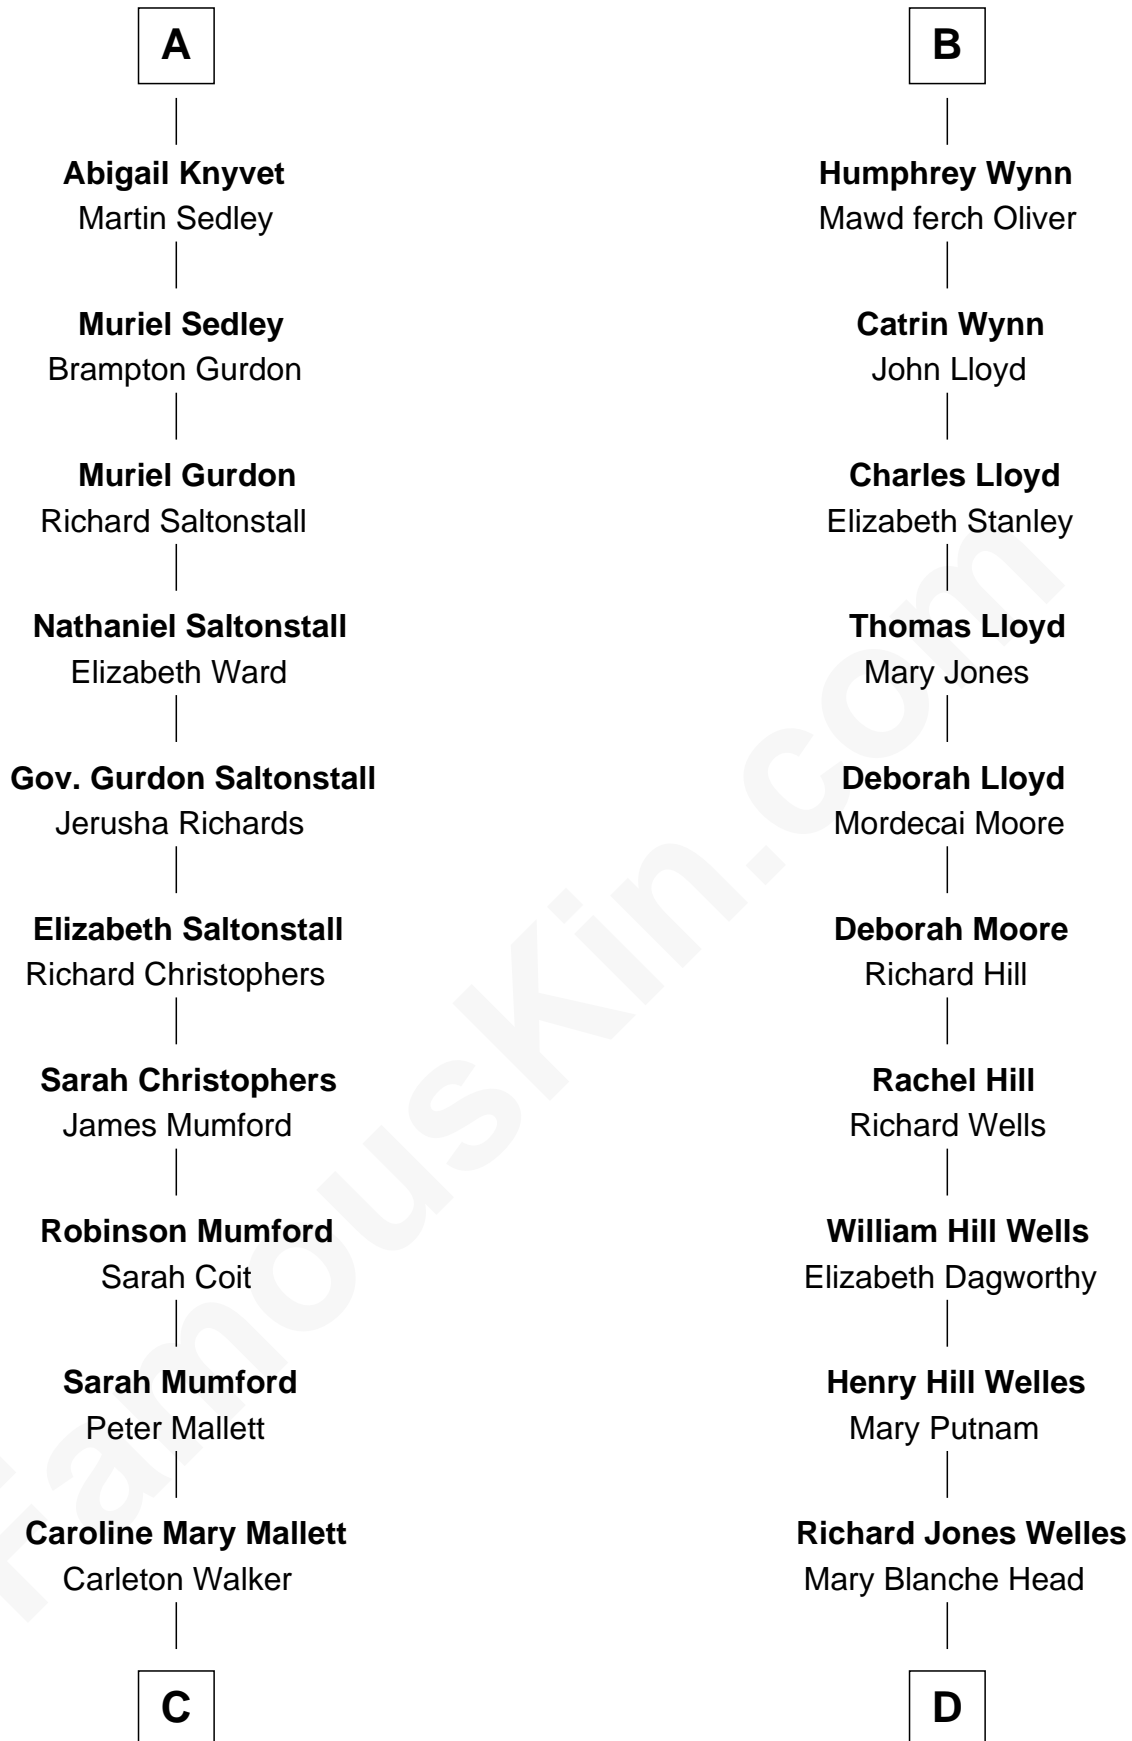 A
Abigail Knyvet
Martin Sedley
Muriel Sedley
Brampton Gurdon
Muriel Gurdon
Richard Saltonstall
Nathaniel Saltonstall
Elizabeth Ward
Gov. Gurdon Saltonstall
Jerusha Richards
Elizabeth Saltonstall
Richard Christophers
Sarah Christophers
James Mumford
Robinson Mumford
Sarah Coit
Sarah Mumford
Peter Mallett
Caroline Mary Mallett
Carleton Walker
C
B
Humphrey Wynn
Mawd ferch Oliver
Catrin Wynn
John Lloyd
Charles Lloyd
Elizabeth Stanley
Thomas Lloyd
Mary Jones
Deborah Lloyd
Mordecai Moore
Deborah Moore
Richard Hill
Rachel Hill
Richard Wells
William Hill Wells
Elizabeth Dagworthy
Henry Hill Welles
Mary Putnam
Richard Jones Welles
Mary Blanche Head
D
FamousKin.com